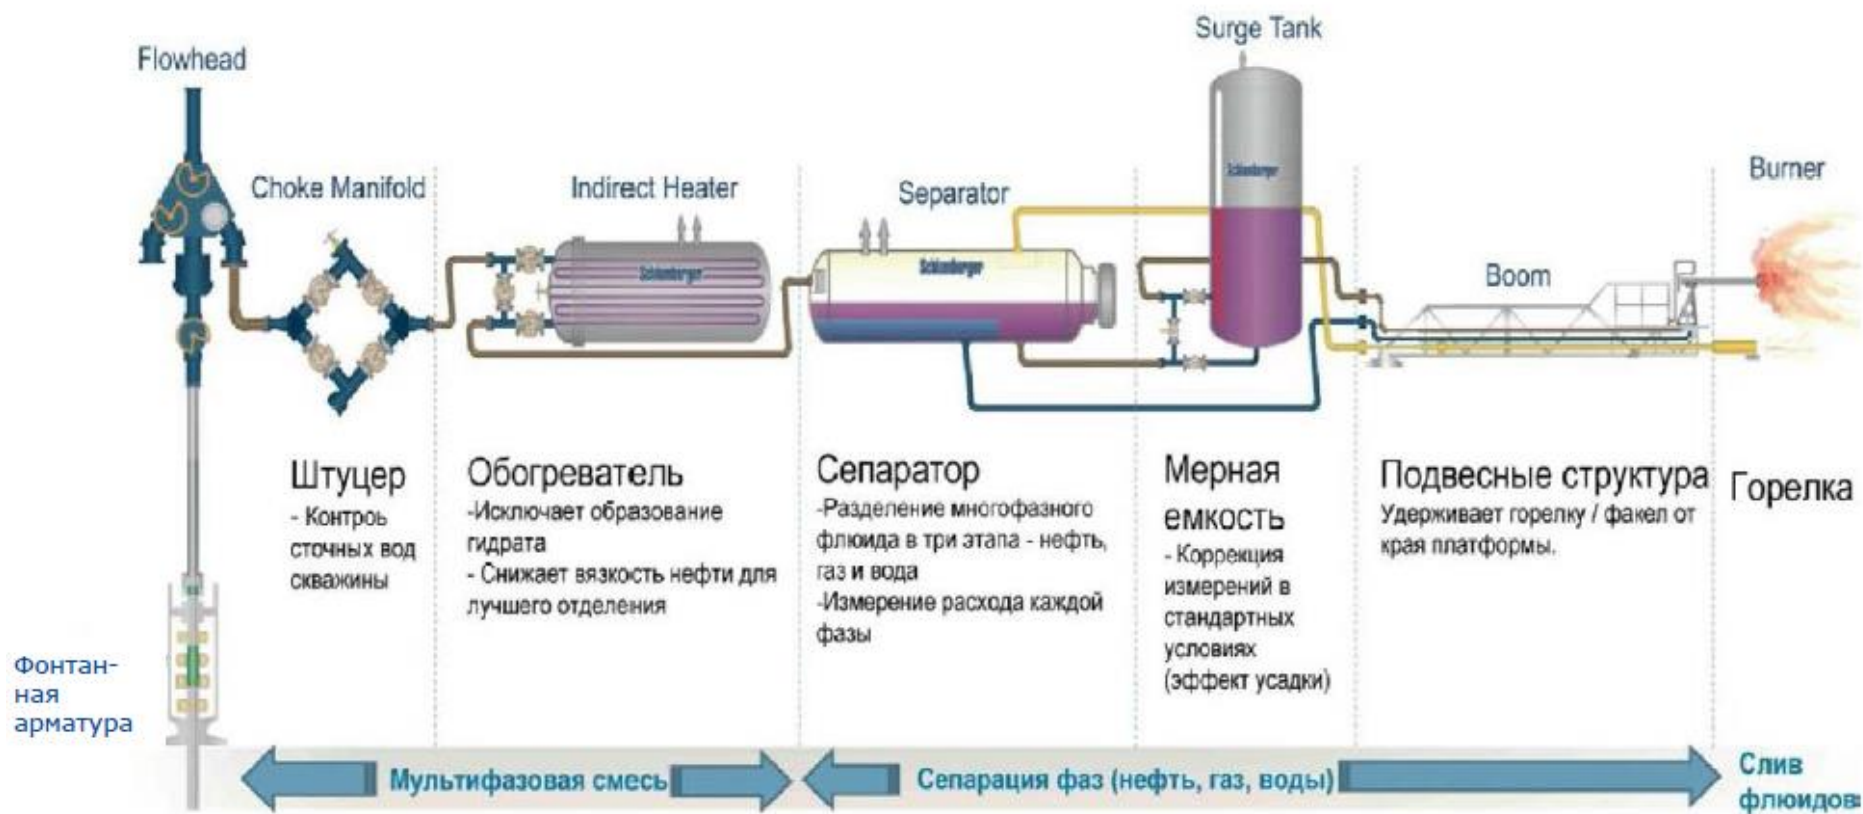 Surge Tank
Flowhead
Choke Manifold
Indirect Heater
Separator
Burner
Schlumberger
Schlumberger
Schlumberger
Boom
Штуцер
- Контроь
сточных вод
скважины
Обогреватель
-Исключает образование
гидрата
- Снижает вязкость нефти для
лучшего отделения
Сепаратор
-Разделение многофазного
флюида в три этапа - нефть,
газ и вода
-Измерение расхода каждой
фазы
Мерная
емкость
- Коррекция
измерений в
стандартных
условиях
(эффект усадки)
Подвесные структура
Удерживает горелку / факел от
края платформы.
Горелка
Фонтан-
ная
арматура
Мультифазовая смесь
Сепарация фаз (нефть, газ, воды)
Слив
флюидов